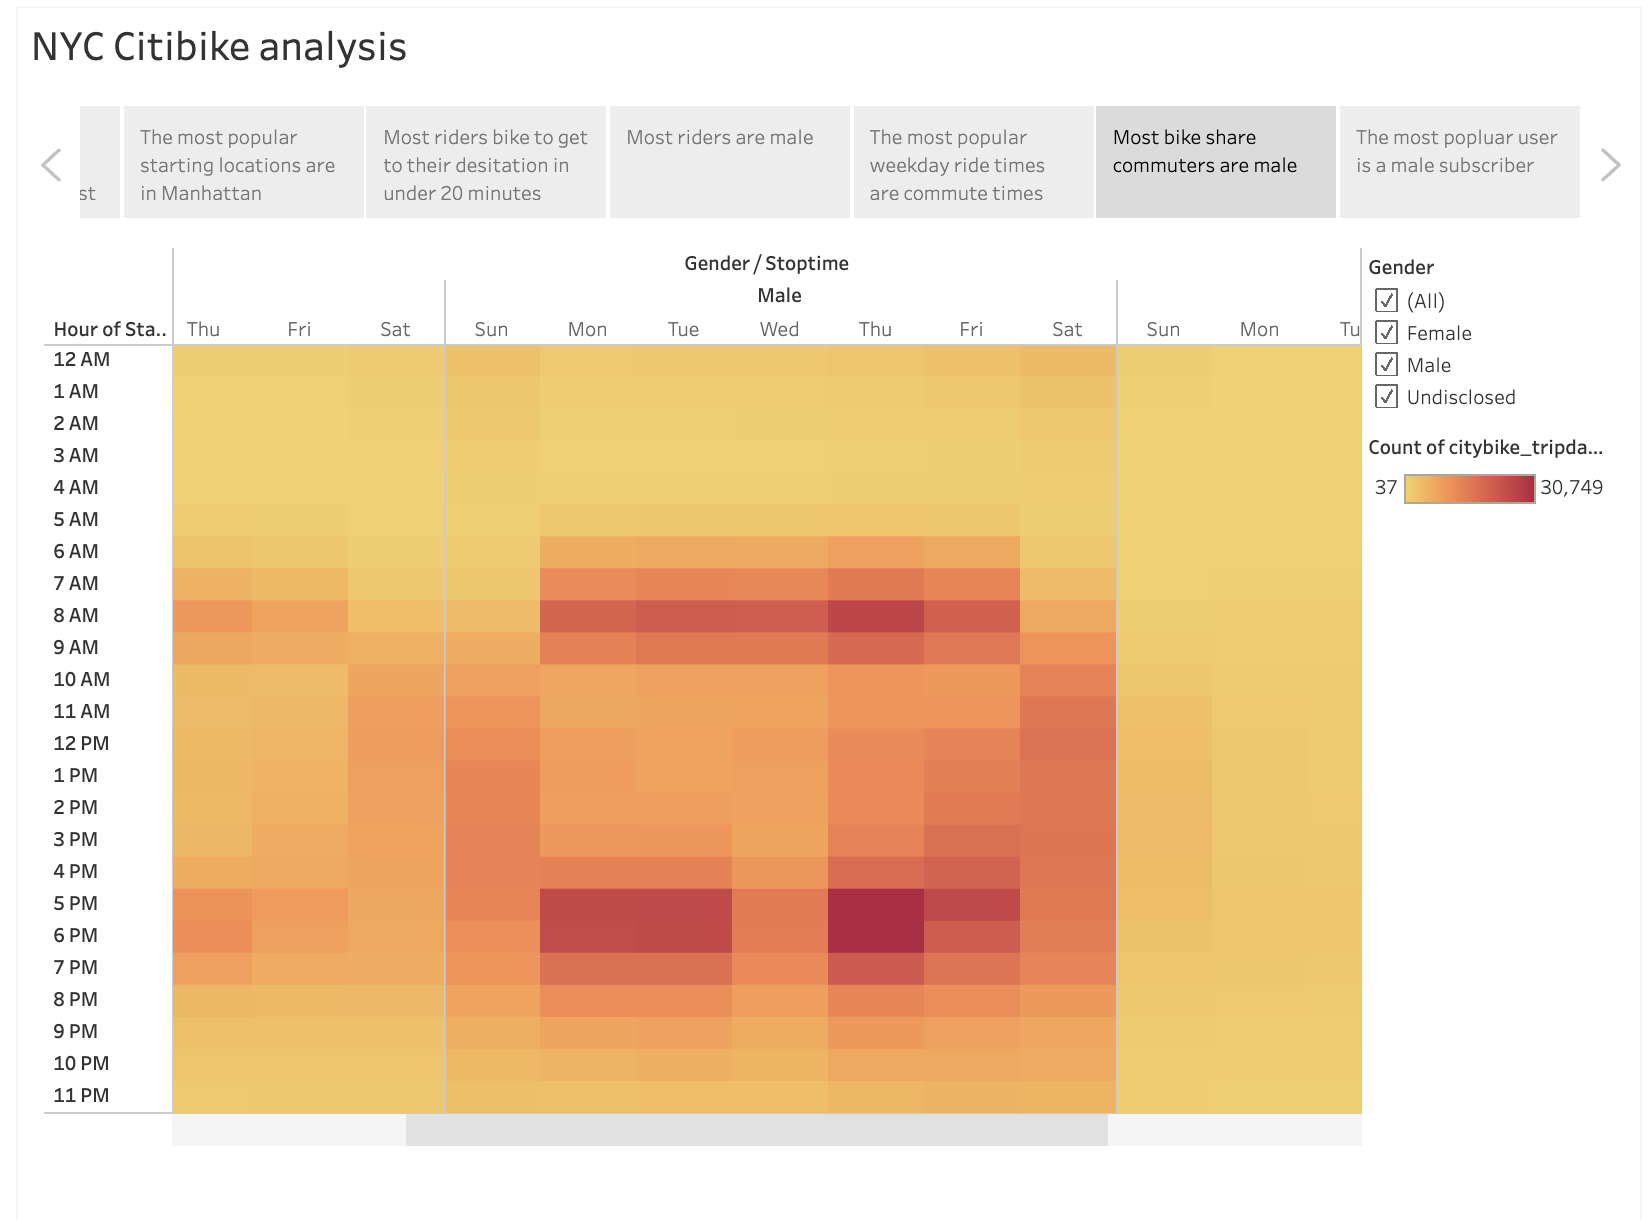 NYC Citibike analysis
st
The most popular
starting locations are
in Manhattan
Most riders bike to get
to their desitation in
under 20 minutes
Most riders are male
The most popular
weekday ride times
are commute times
Most bike share
commuters are male
The most popluar user
is a male subscriber
Gender / Stoptime
Male
Hour of Sta.. Thu Fri Sat Sun Mon Tue Wed Thu Fri Sat Sun Mon Tu
12 AM
1 AM
2 AM
3 AM
4 AM
5 AM
6 AM
7 AM
8 AM
9 AM
10 AM
11 AM
12 PM
1 PM
2 PM
3 PM
4 PM
5 PM
6 PM
7 PM
8 PM
9 PM
10 PM
11 PM
Gender
(All)
Female
Male
Undisclosed
Count of citybike_tripda...
37 30,749